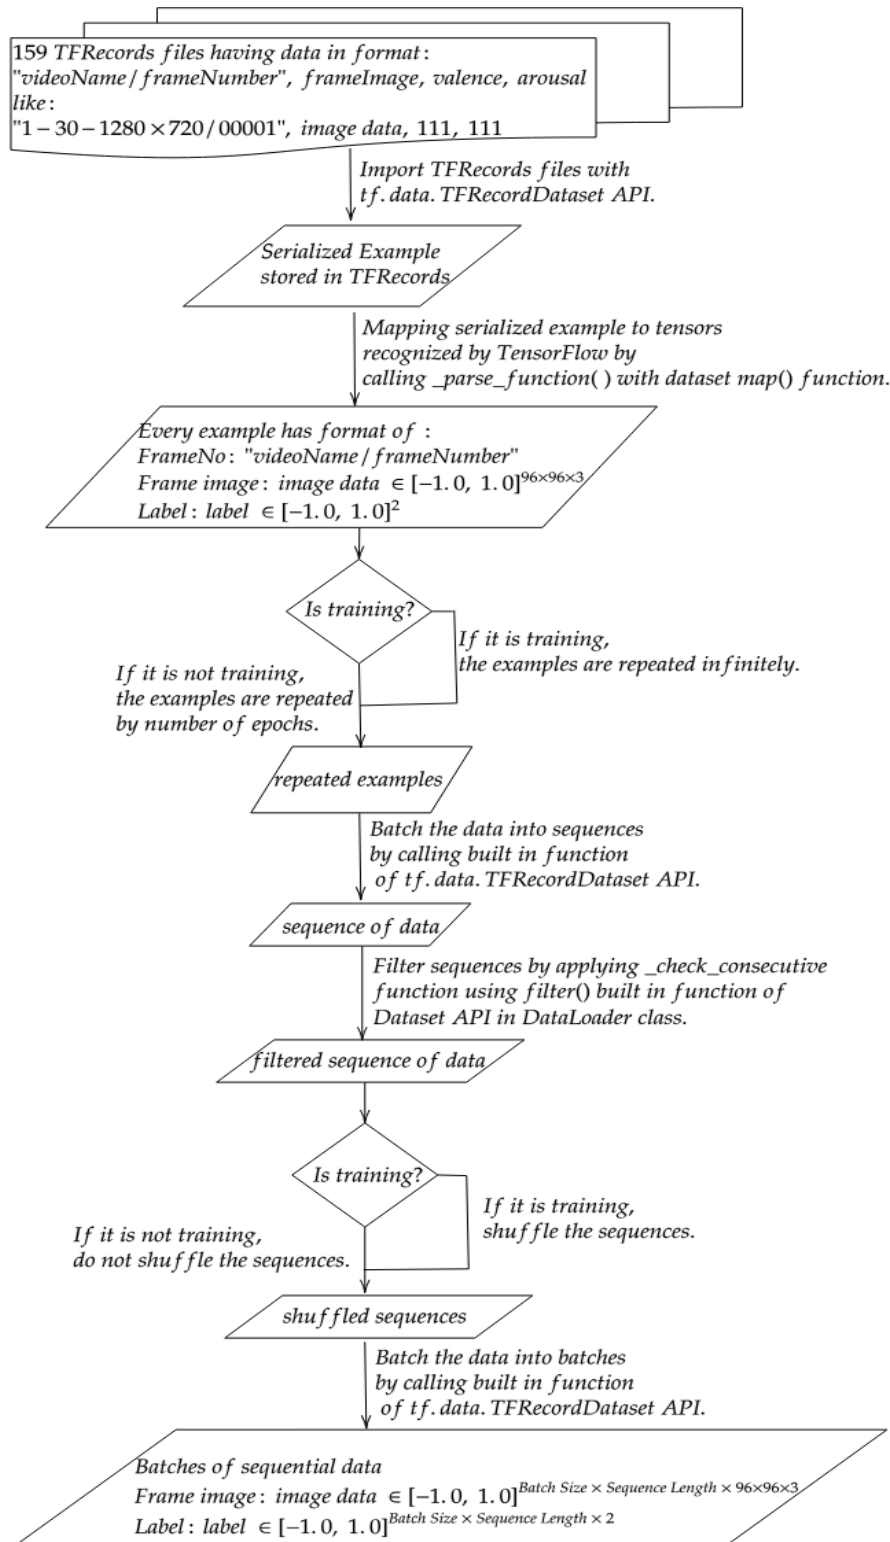 159 TFRecords files having data in format:
"videoName/frameNumber", frameImage, valence, arousal
like:
"1−30−1280×720/00001", image data, 111, 111
Import TFRecords files with
tf.data.TFRecordDataset API.
Serialized Example
stored in TFRecords
Mapping serialized example to tensors
recognized by TensorFlow by
calling _parse_function( ) with dataset map() function.
Every example has format of :
FrameNo: "videoName/frameNumber"
Frame image: image data ∈ [−1.0, 1.0]^96×96×3
Label: label ∈ [−1.0, 1.0]^2
Is training?
If it is training,
the examples are repeated infinitely.
If it is not training,
the examples are repeated
by number of epochs.
repeated examples
Batch the data into sequences
by calling built in function
of tf.data.TFRecordDataset API.
sequence of data
Filter sequences by applying _check_consecutive
function using filter() built in function of
Dataset API in DataLoader class.
filtered sequence of data
Is training?
If it is training,
shuffle the sequences.
If it is not training,
do not shuffle the sequences.
shuffled sequences
Batch the data into batches
by calling built in function
of tf.data.TFRecordDataset API.
Batches of sequential data
Frame image: image data ∈ [−1.0, 1.0]^Batch Size × Sequence Length × 96×96×3
Label: label ∈ [−1.0, 1.0]^Batch Size × Sequence Length × 2